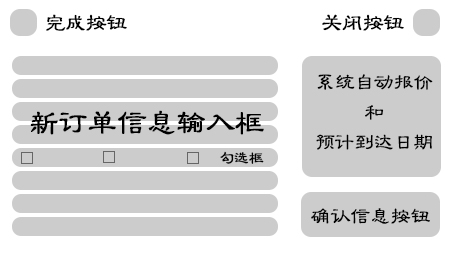 完成按钮
关闭按钮
新订单信息输入框
勾选框
系统自动报价
和
预计到达日期
确认信息按钮